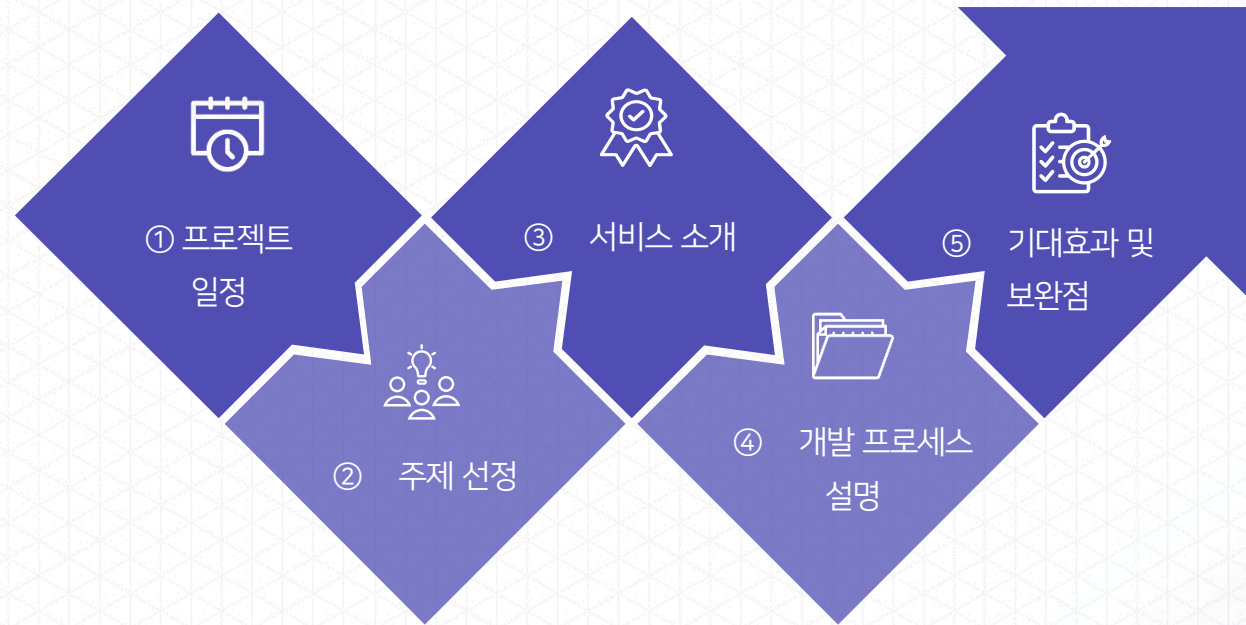 ① 프로젝트
일정
② 주제 선정
③ 서비스 소개
④ 개발 프로세스
설명
⑤ 기대효과 및
보완점